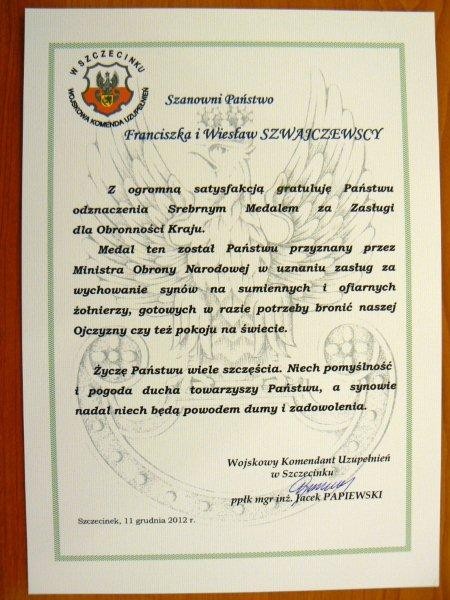 W SZCZECINKU
WOJSKOWA KOMENDA UZUPEŁNIEŃ
Szanowni Państwo
Franciszka i Wiesław SZWAJCZEWSCY
Z ogromną satysfakcją gratuluję Państwu
odznaczenia Srebrnym Medalem za Zasługi
dla Obronności Kraju.
Medal ten został Państwu przyznany przez
Ministra Obrony Narodowej w uznaniu zasług za
wychowanie synów na sumiennych i ofiarnych
żołnierzy, gotowych w razie potrzeby bronić naszej
Ojczyzny czy też pokoju na świecie.
Życzę Państwu wiele szczęścia. Niech pomyślność
i pogoda ducha towarzyszy Państwu, a synowie
nadal niech będą powodem dumy i zadowolenia.
Wojskowy Komendant Uzupełnień
w Szczecinku
ppłk mgr inż. Jacek PAPIEWSKI
Szczecinek, 11 grudnia 2012 r.